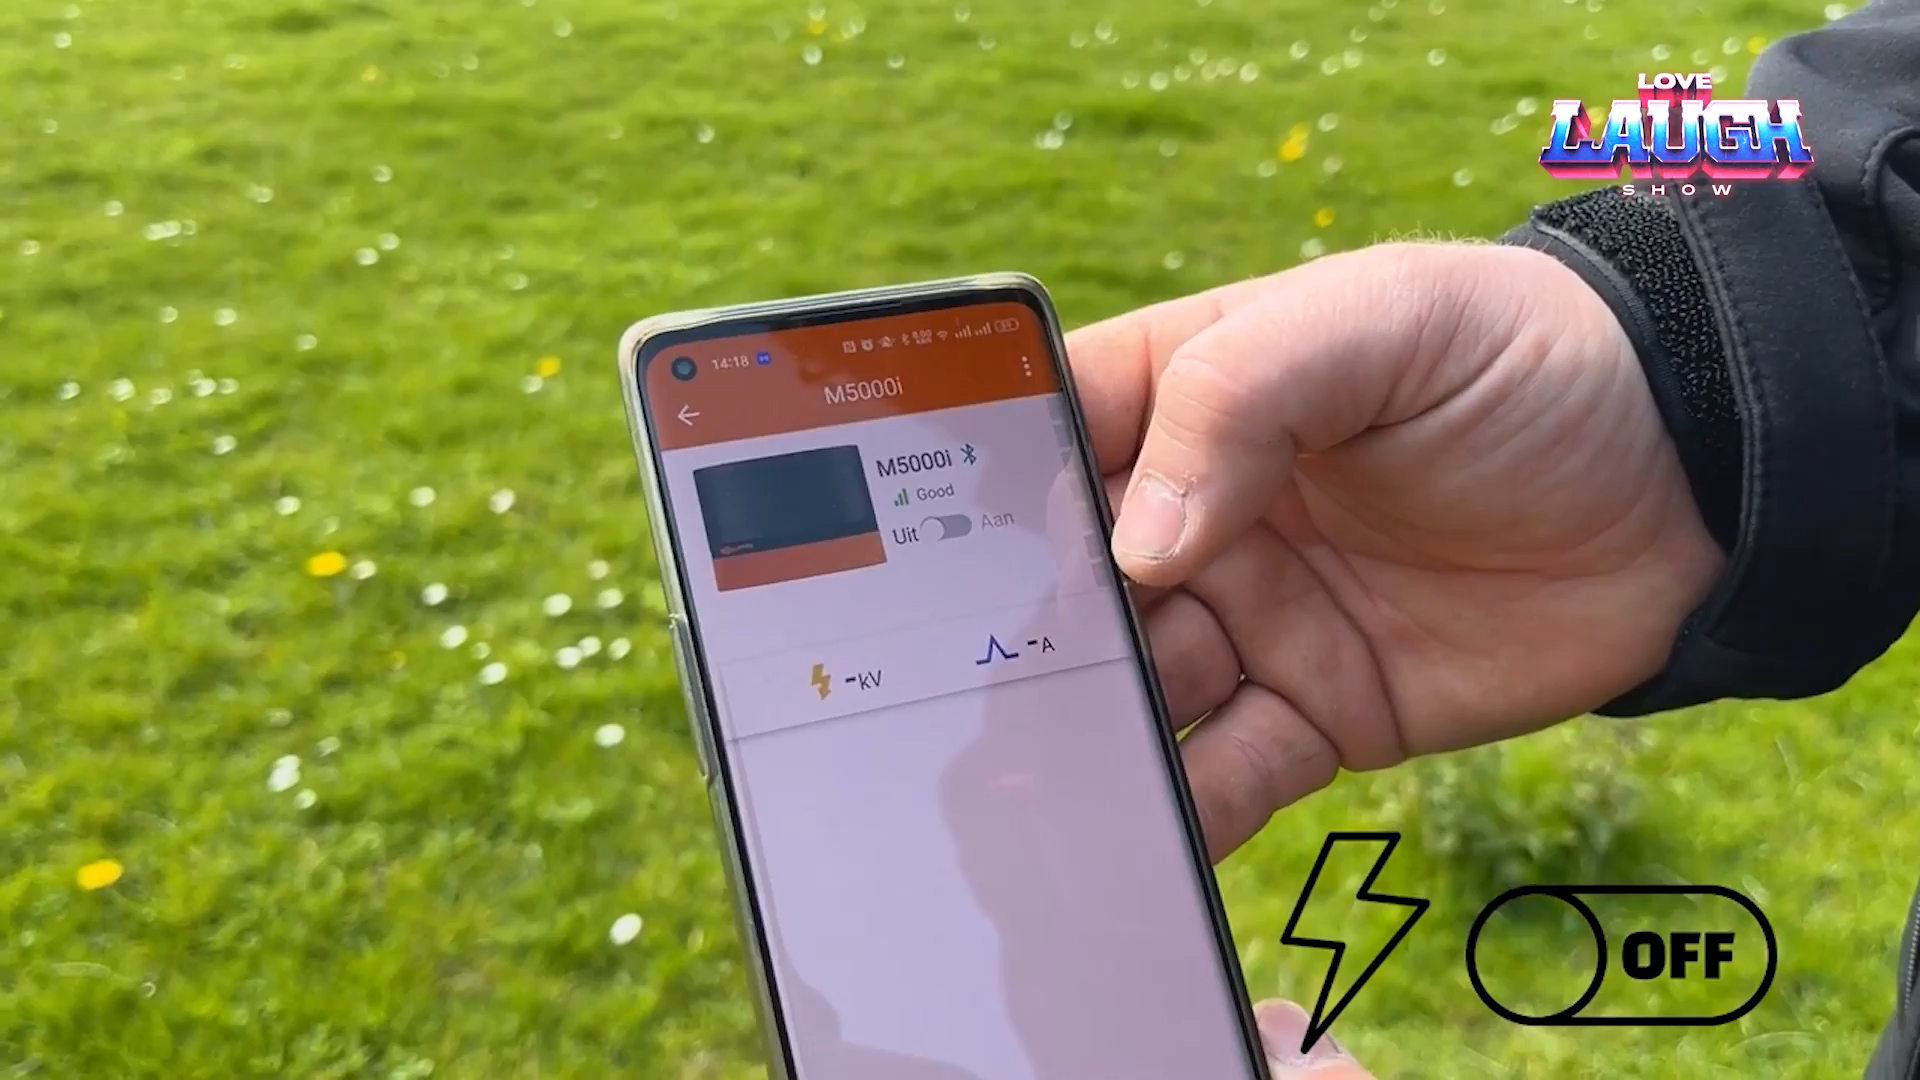 LOVE
LAUGH
SHOW
14:18
M5000i
M5000i
Good
Uit Aan
-kV
-A
OFF